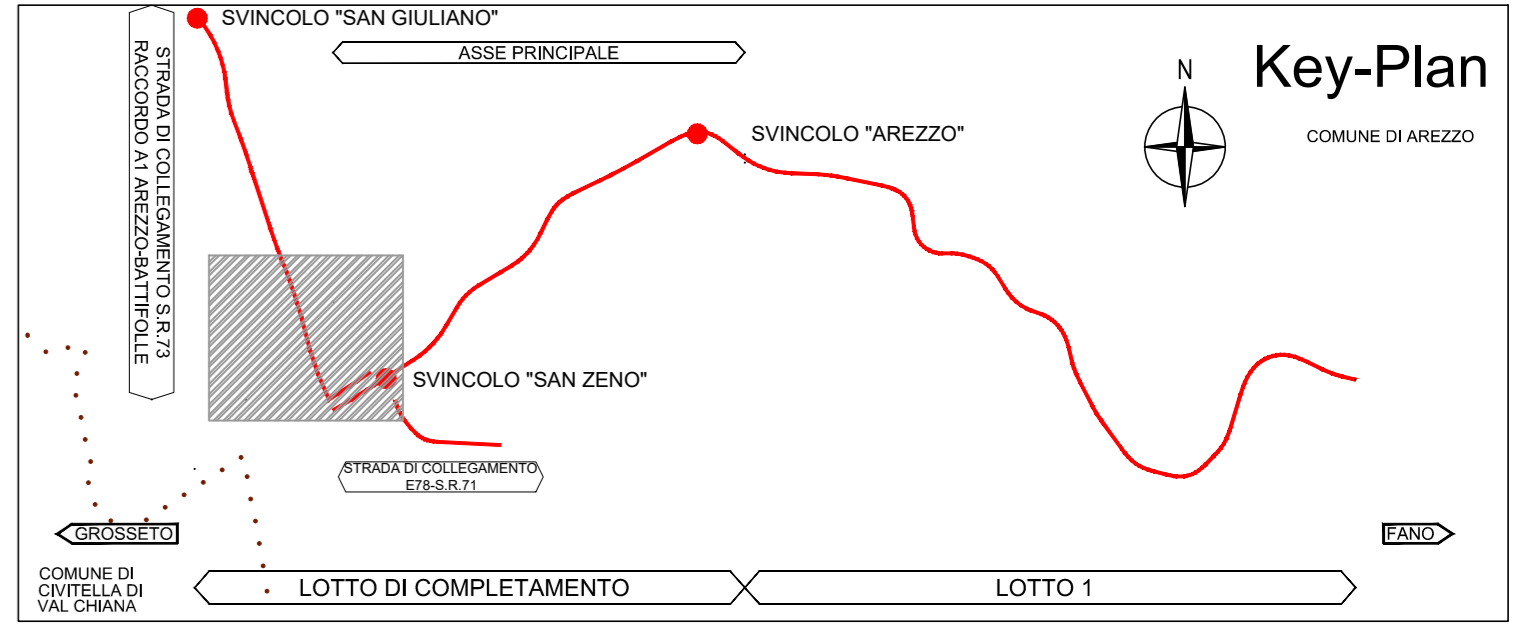 SVINCOLO "SAN GIULIANO"
STRADA DI COLLEGAMENTO S.R.73
RACCORDO A1 AREZZO-BATTIFOLLE
ASSE PRINCIPALE
Key-Plan
N
COMUNE DI AREZZO
SVINCOLO "AREZZO"
SVINCOLO "SAN ZENO"
STRADA DI COLLEGAMENTO
E78-S.R.71
GROSSETO
FANO
COMUNE DI
CIVITELLA DI
VAL CHIANA
LOTTO DI COMPLETAMENTO
LOTTO 1